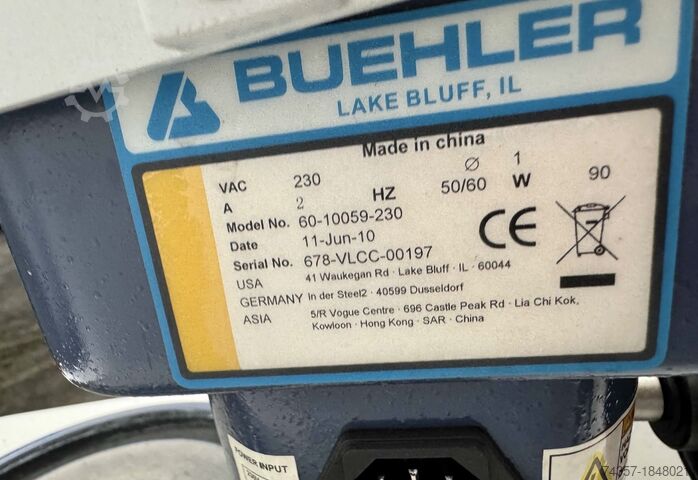 BUEHLER
LAKE BLUFF, IL
Made in china
VAC 230 Ø 1
A 2 HZ 50/60 W 90
Model No. 60-10059-230
Date 11-Jun-10
Serial No. 678-VLCC-00197
CE
USA 41 Waukegan Rd · Lake Bluff · IL · 60044
GERMANY In der Steel2 · 40599 Dusseldorf
ASIA 5/R Vogue Centre · 696 Castle Peak Rd · Lia Chi Kok,
Kowloon · Hong Kong · SAR · China
POWER INPUT